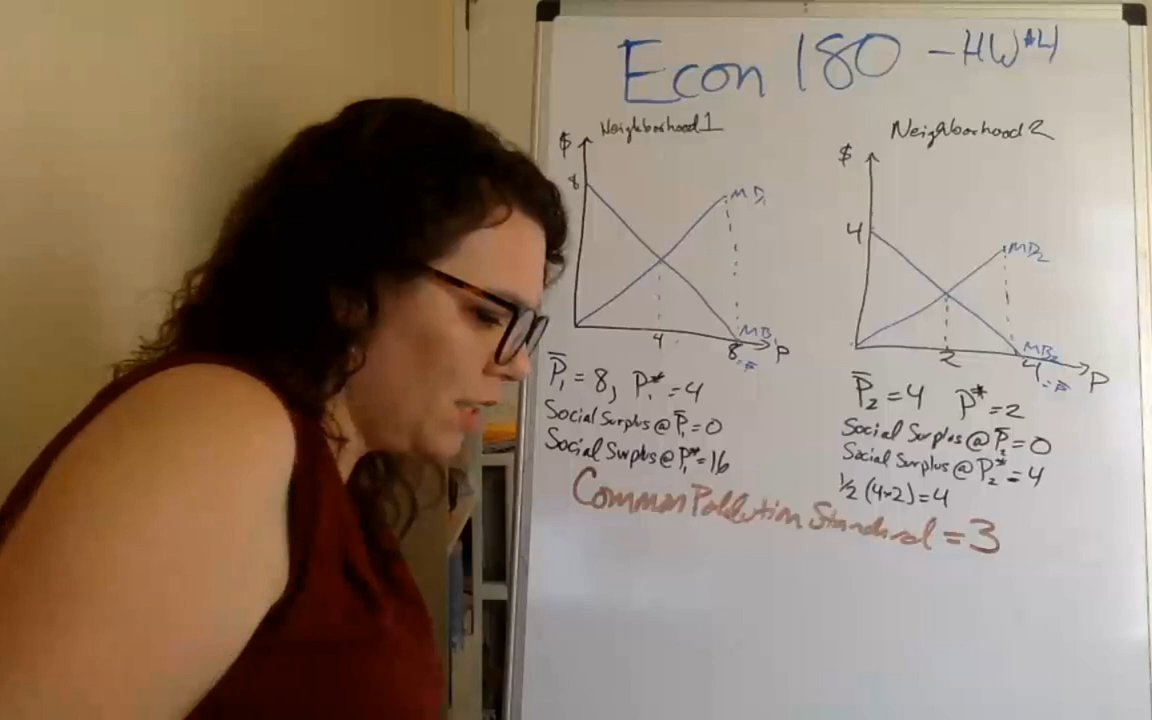 Econ 180 - HW#4
Neighborhood 1
$
8
MD₁
4
8
MB₁
P
= P̅
P̅₁ = 8, P₁* = 4
Social Surplus @ P̅₁ = 0
Social Surplus @ P₁* = 16
Neighborhood 2
$
4
MD₂
2
4
MB₂
P
= P̅
P̅₂ = 4 P* = 2
Social Surplus @ P̅₂ = 0
Social Surplus @ P₂* = 4
½ (4×2) = 4
Common Pollution Standard = 3